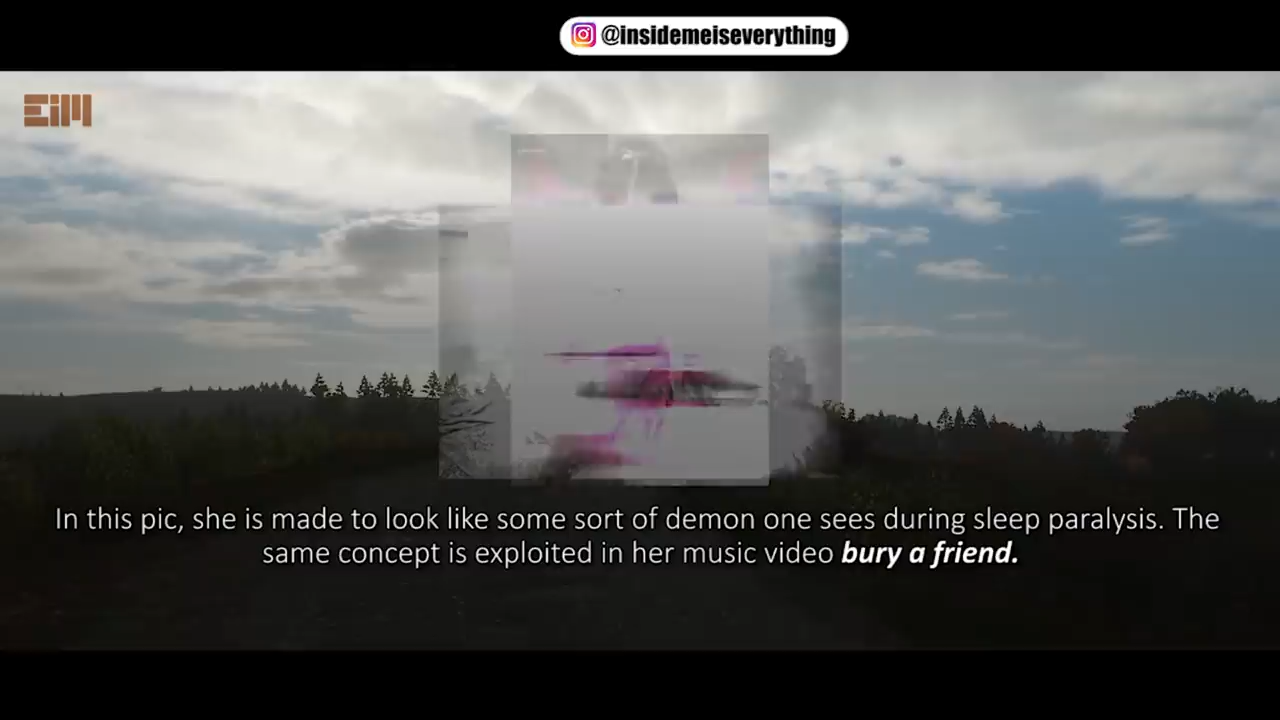 @insidemeiseverything
EiM
In this pic, she is made to look like some sort of demon one sees during sleep paralysis. The
same concept is exploited in her music video bury a friend.